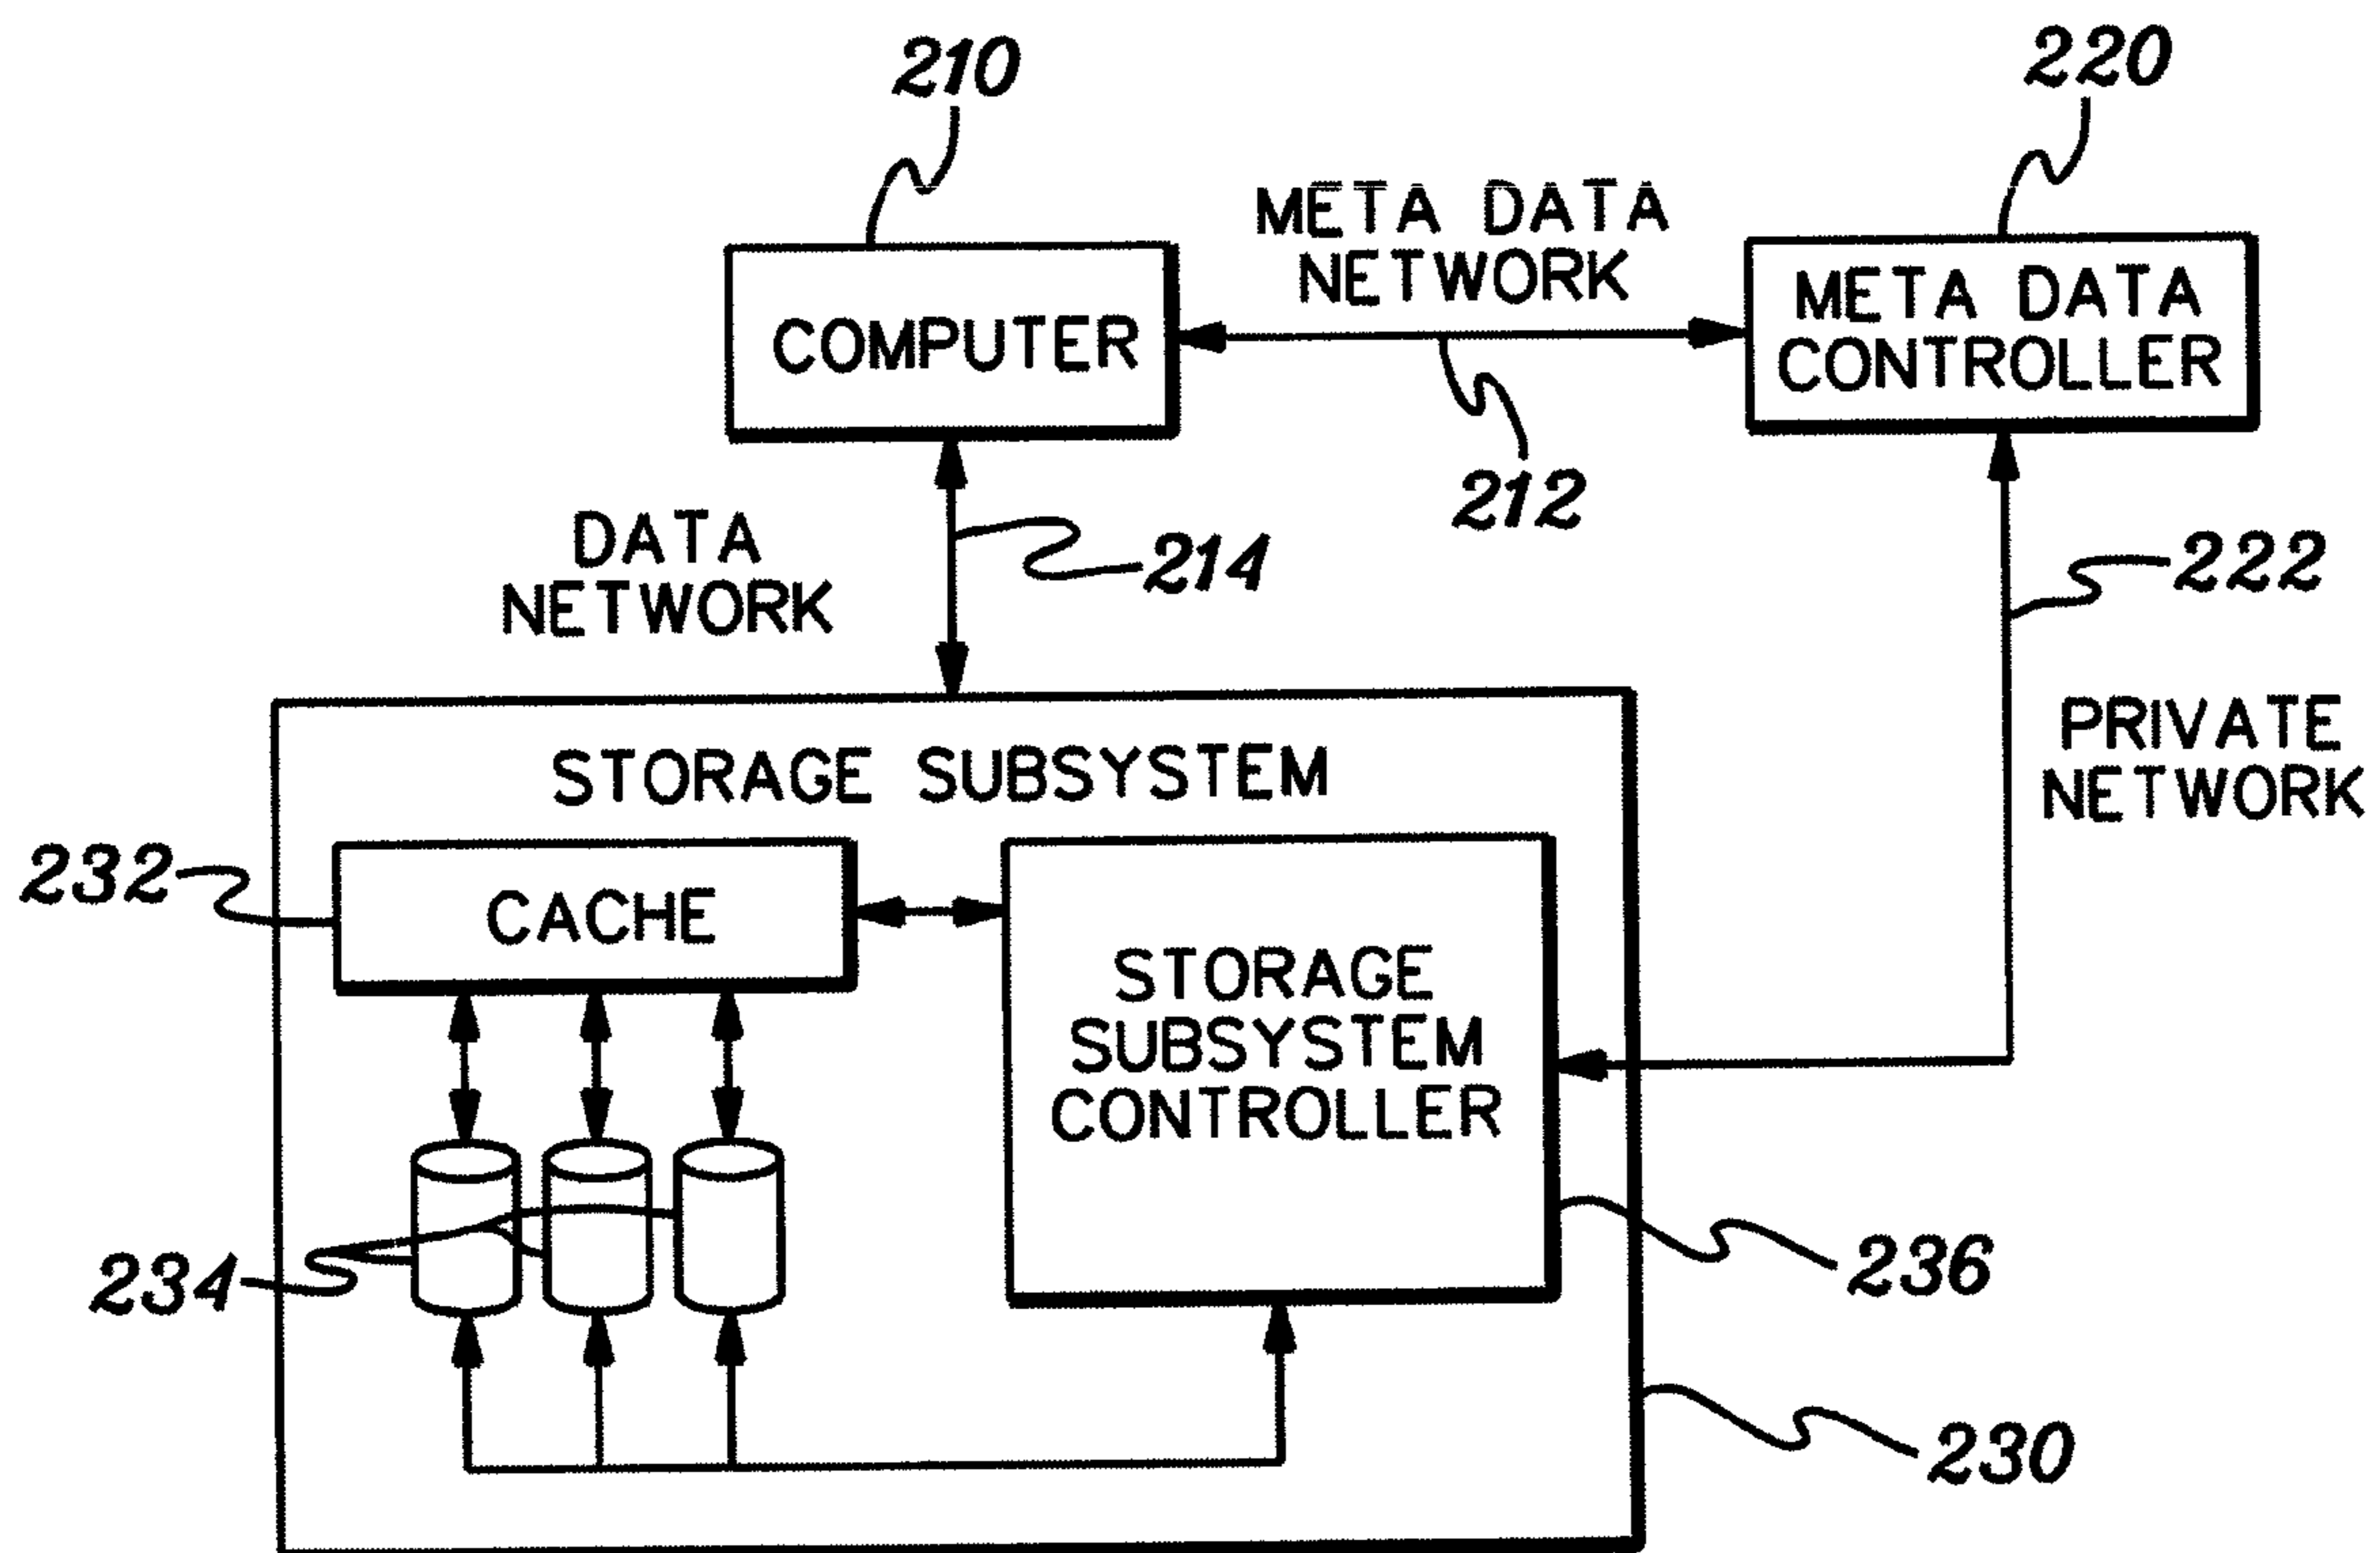 210
220
META DATA
NETWORK
COMPUTER
META DATA
CONTROLLER
212
DATA
NETWORK
214
222
PRIVATE
NETWORK
STORAGE SUBSYSTEM
232
CACHE
STORAGE
SUBSYSTEM
CONTROLLER
234
236
230